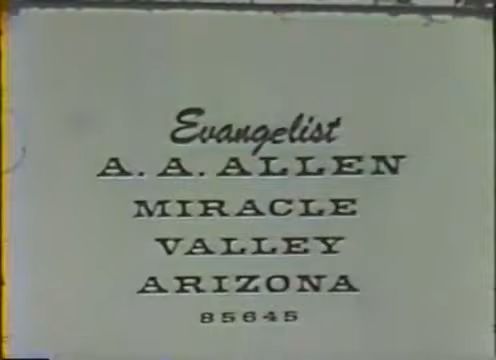 Evangelist
A. A. ALLEN
MIRACLE
VALLEY
ARIZONA
85645